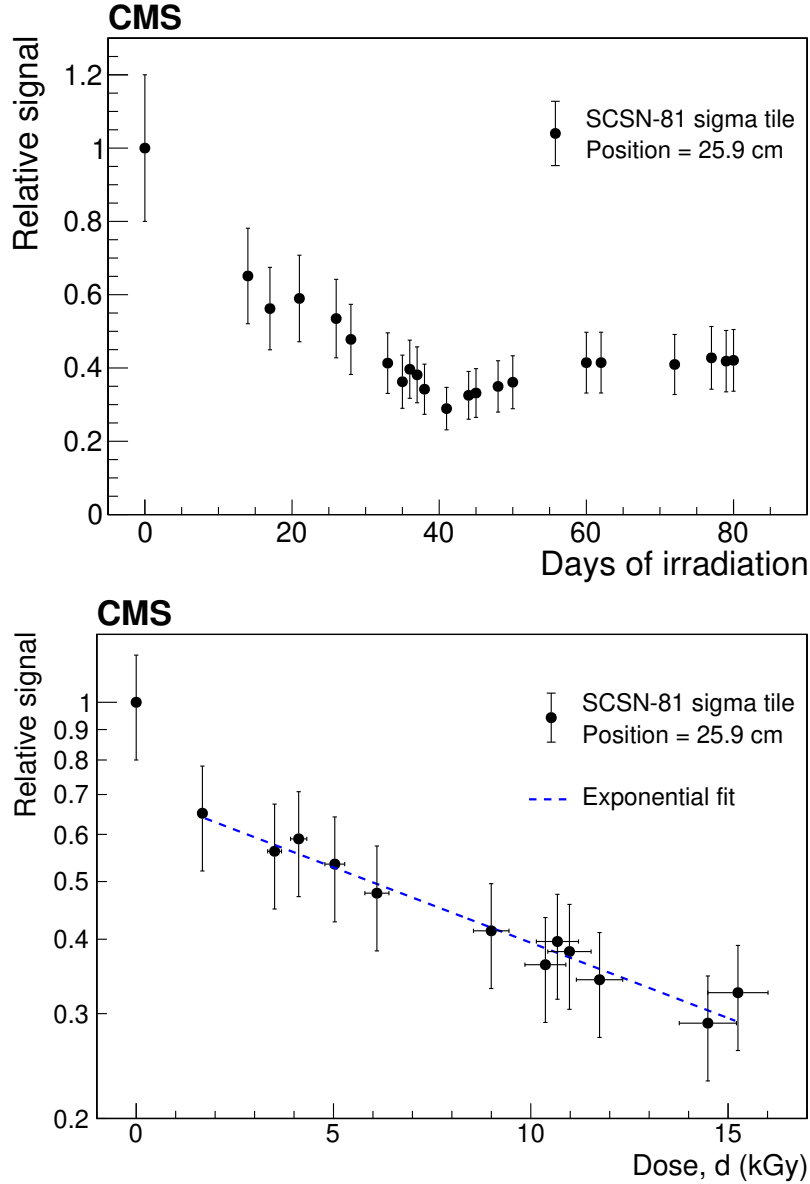 CMS
Relative signal
1.2
1
0.8
0.6
0.4
0.2
0
SCSN-81 sigma tile
Position = 25.9 cm
0 20 40 60 80
Days of irradiation
CMS
Relative signal
1
0.9
0.8
0.7
0.6
0.5
0.4
0.3
0.2
SCSN-81 sigma tile
Position = 25.9 cm
Exponential fit
0 5 10 15
Dose, d (kGy)